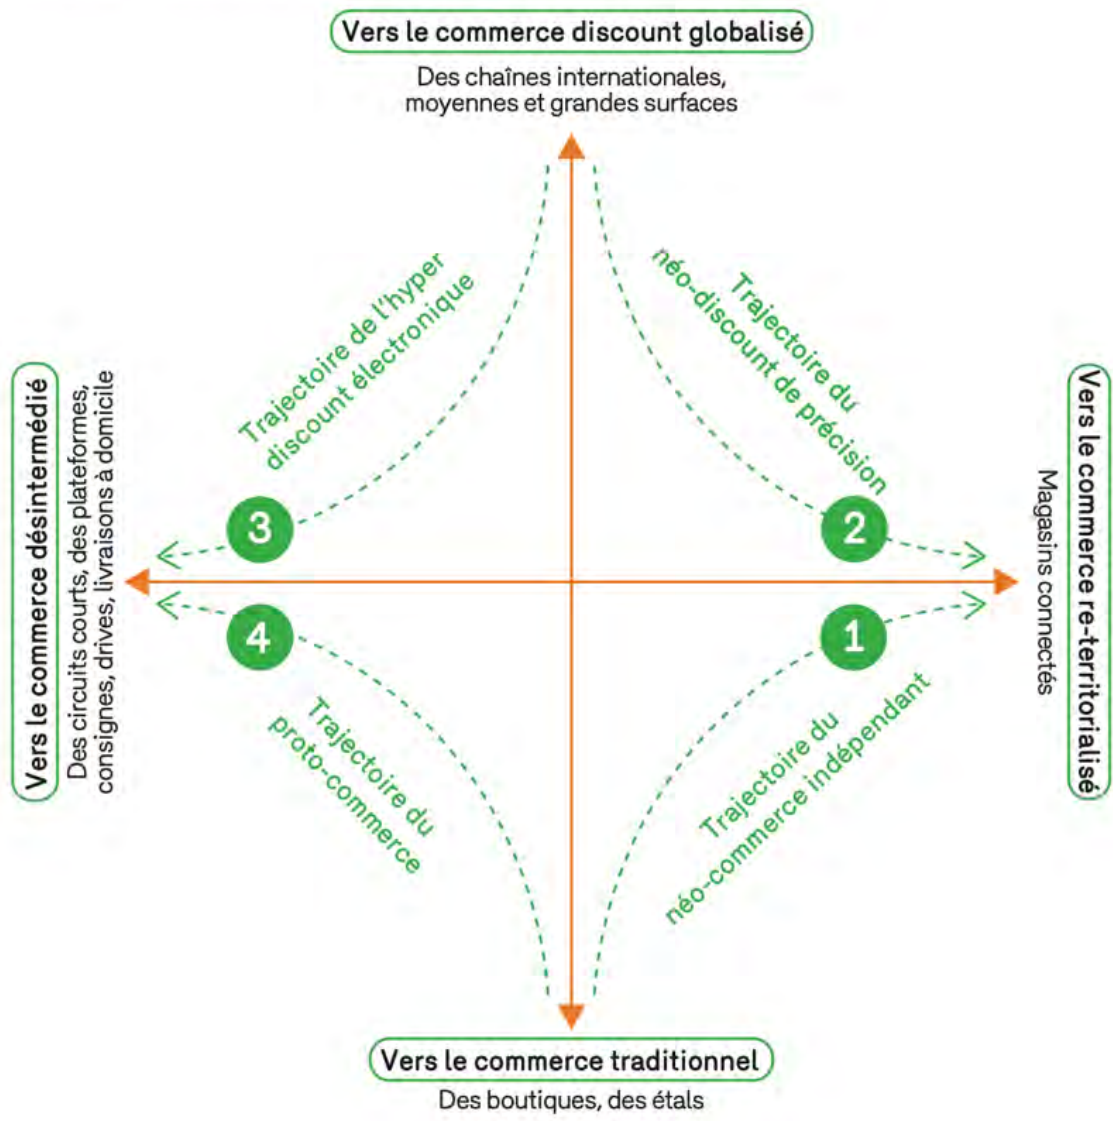 Vers le commerce discount globalisé
Des chaînes internationales,
moyennes et grandes surfaces
Trajectoire de l'hyper
discount électronique
Trajectoire du
néo-discount de précision
Vers le commerce désintermédié
Des circuits courts, des plateformes,
consignes, drives, livraisons à domicile
Vers le commerce re-territorialisé
Magasins connectés
3
2
4
1
Trajectoire du
proto-commerce
Trajectoire du
néo-commerce indépendant
Vers le commerce traditionnel
Des boutiques, des étals